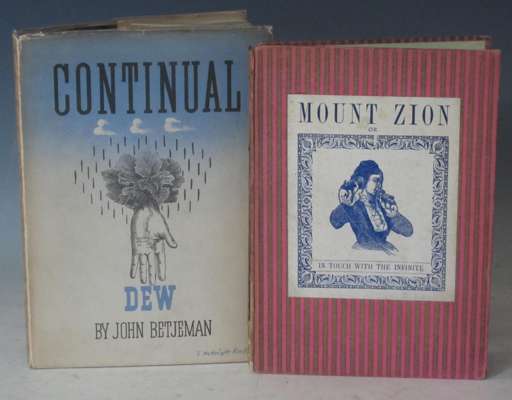 CONTINUAL
DEW
BY JOHN BETJEMAN
MOUNT ZION
OR
IN TOUCH WITH THE INFINITE